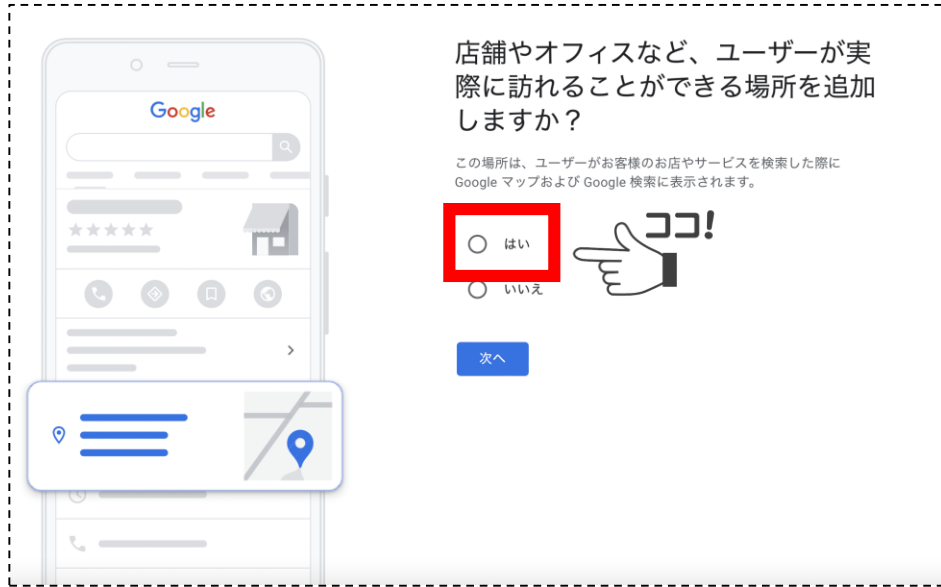 Google
店舗やオフィスなど、ユーザーが実
際に訪れることができる場所を追加
しますか？
この場所は、ユーザーがお客様のお店やサービスを検索した際に
Google マップおよび Google 検索に表示されます。
はい
ココ!
いいえ
次へ